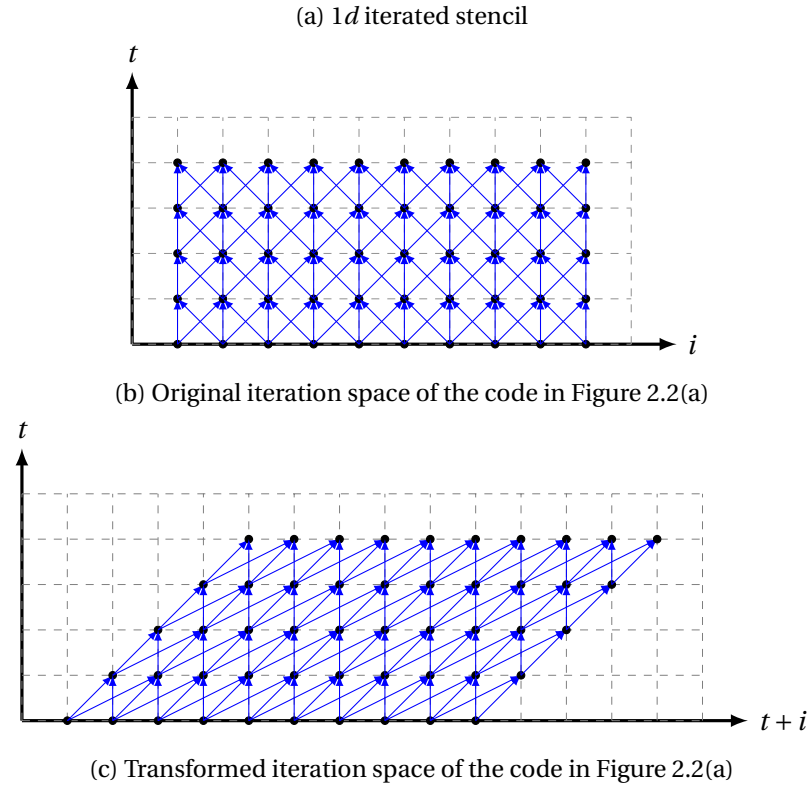 (a) 1d iterated stencil
t
i
(b) Original iteration space of the code in Figure 2.2(a)
t
t + i
(c) Transformed iteration space of the code in Figure 2.2(a)